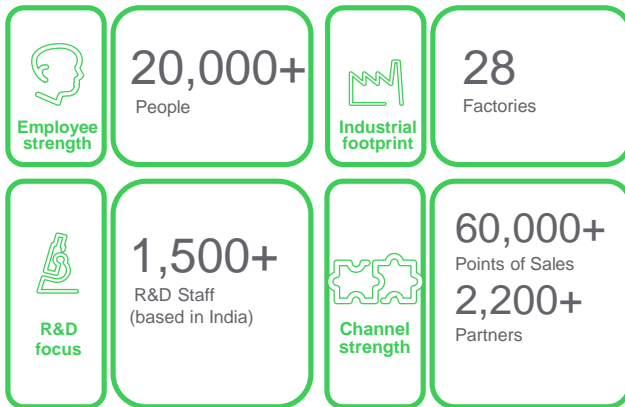 Employee
strength
20,000+
People
Industrial
footprint
28
Factories
R&D
focus
1,500+
R&D Staff
(based in India)
Channel
strength
60,000+
Points of Sales
2,200+
Partners